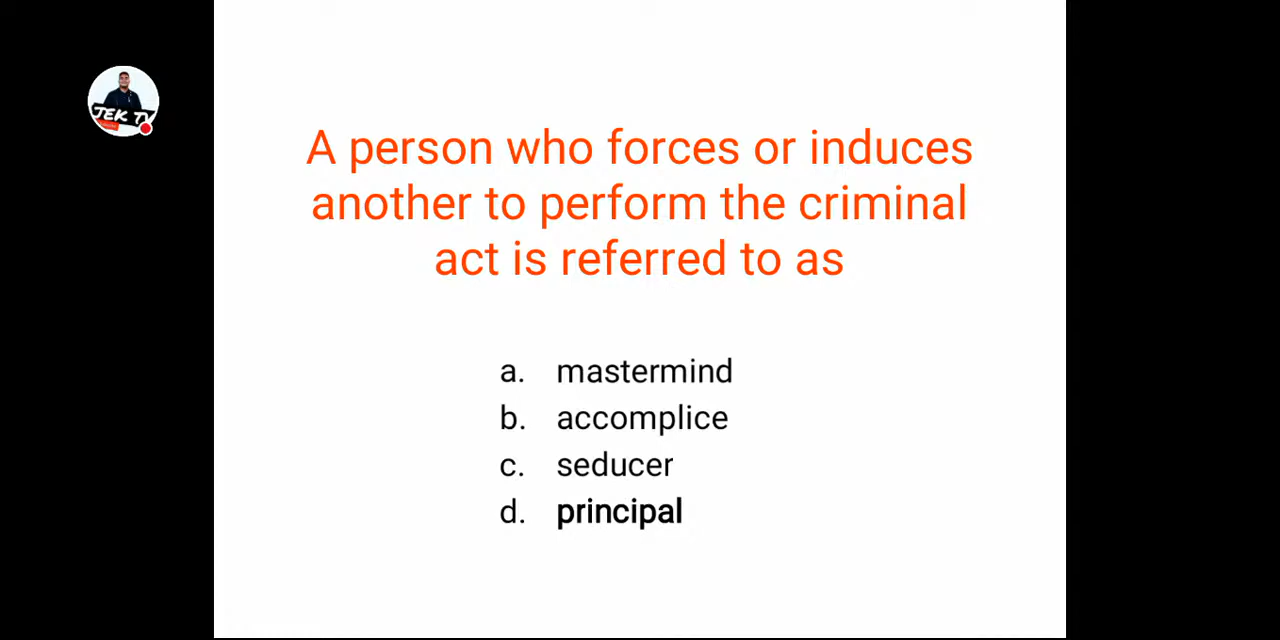 JEK TV
A person who forces or induces
another to perform the criminal
act is referred to as
a. mastermind
b. accomplice
c. seducer
d. principal